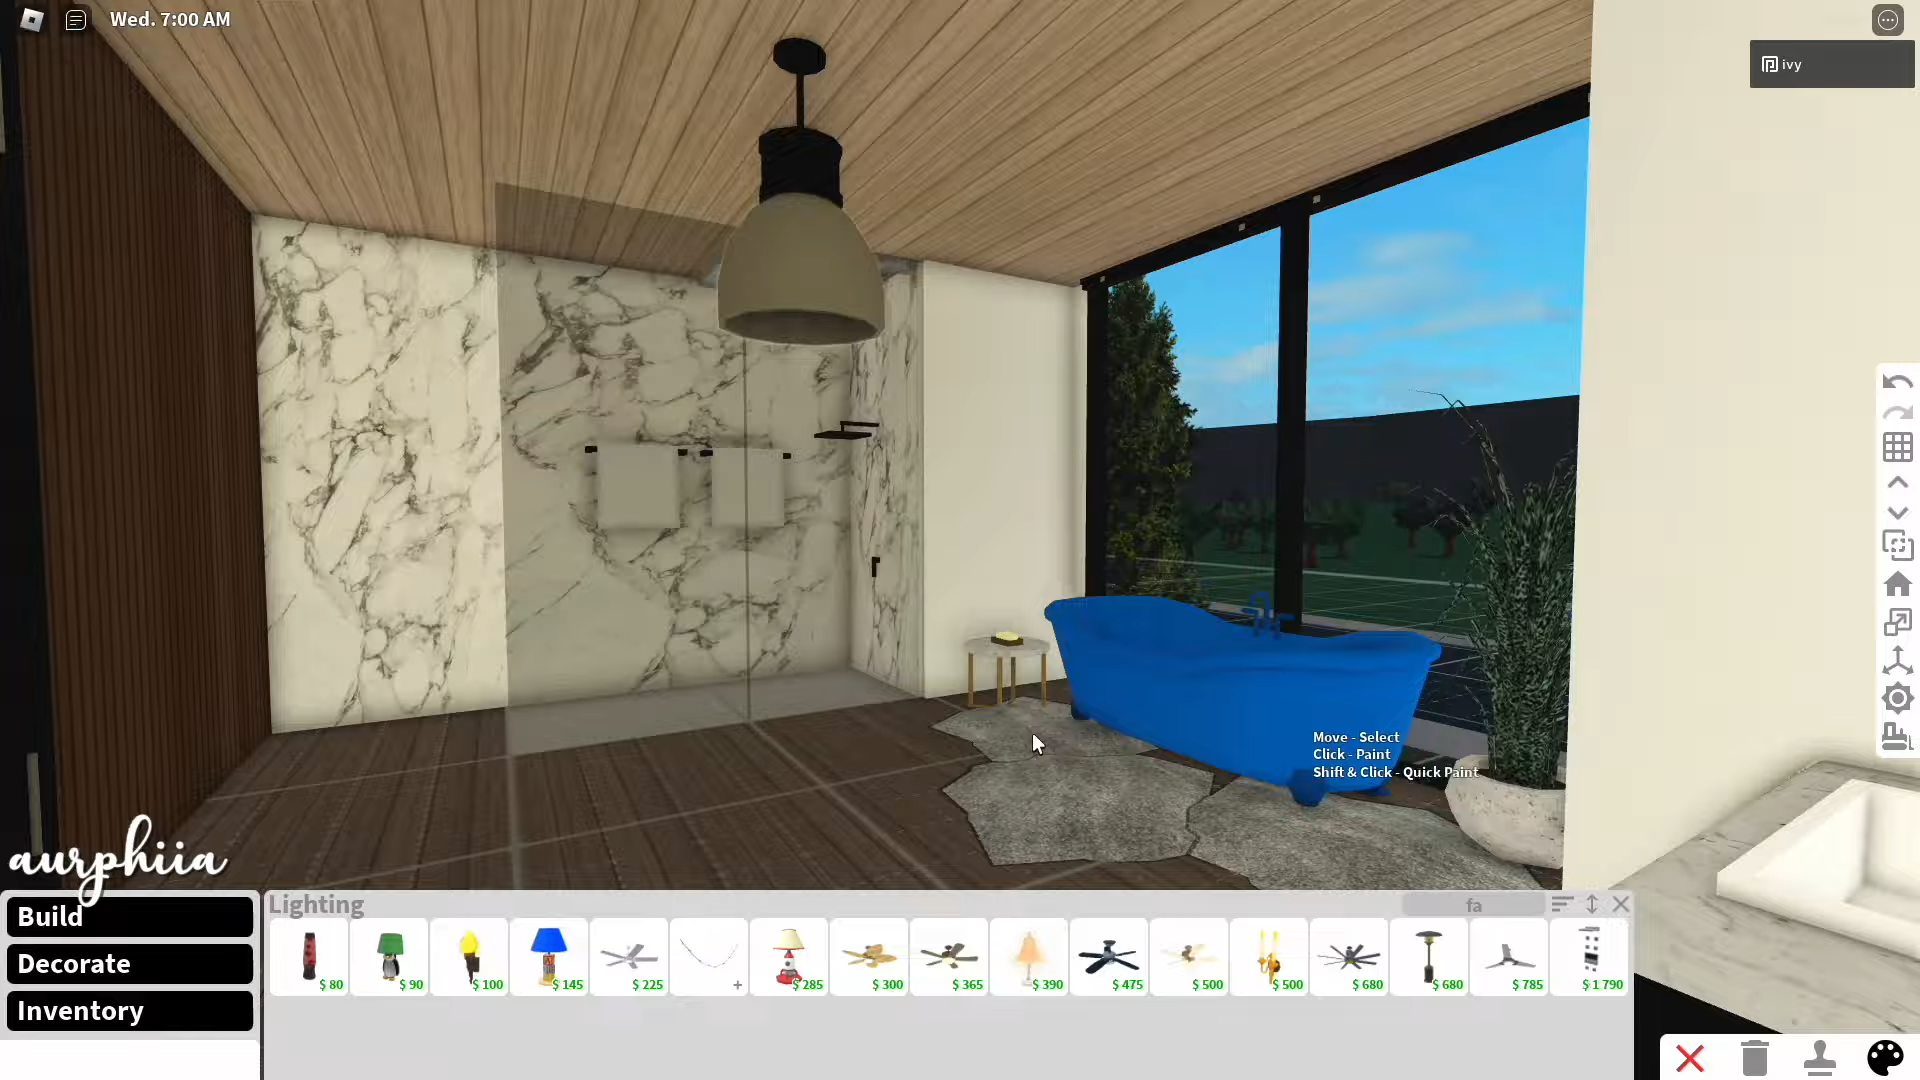 Wed. 7:00 AM
ivy
Move - Select
Click - Paint
Shift & Click - Quick Paint
aurphiia
Build
Decorate
Inventory
Lighting
fa
$ 80
$ 90
$ 100
$ 145
$ 225
+
$ 285
$ 300
$ 365
$ 390
$ 475
$ 500
$ 500
$ 680
$ 680
$ 785
$ 1 790